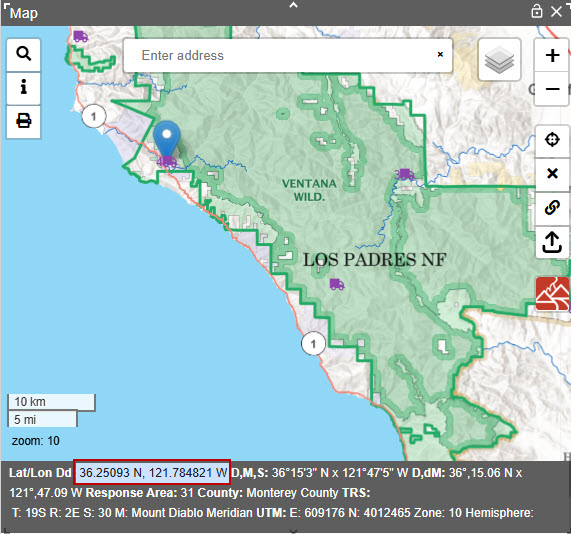 Map
Enter address
1
4
3
VENTANA
WILD.
LOS PADRES NF
1
10 km
5 mi
zoom: 10
Lat/Lon Dd 36.25093 N, 121.784821 W D,M,S: 36°15'3" N x 121°47'5" W D,dM: 36°,15.06 N x
121°,47.09 W Response Area: 31 County: Monterey County TRS:
T: 19S R: 2E S: 30 M: Mount Diablo Meridian UTM: E: 609176 N: 4012465 Zone: 10 Hemisphere: